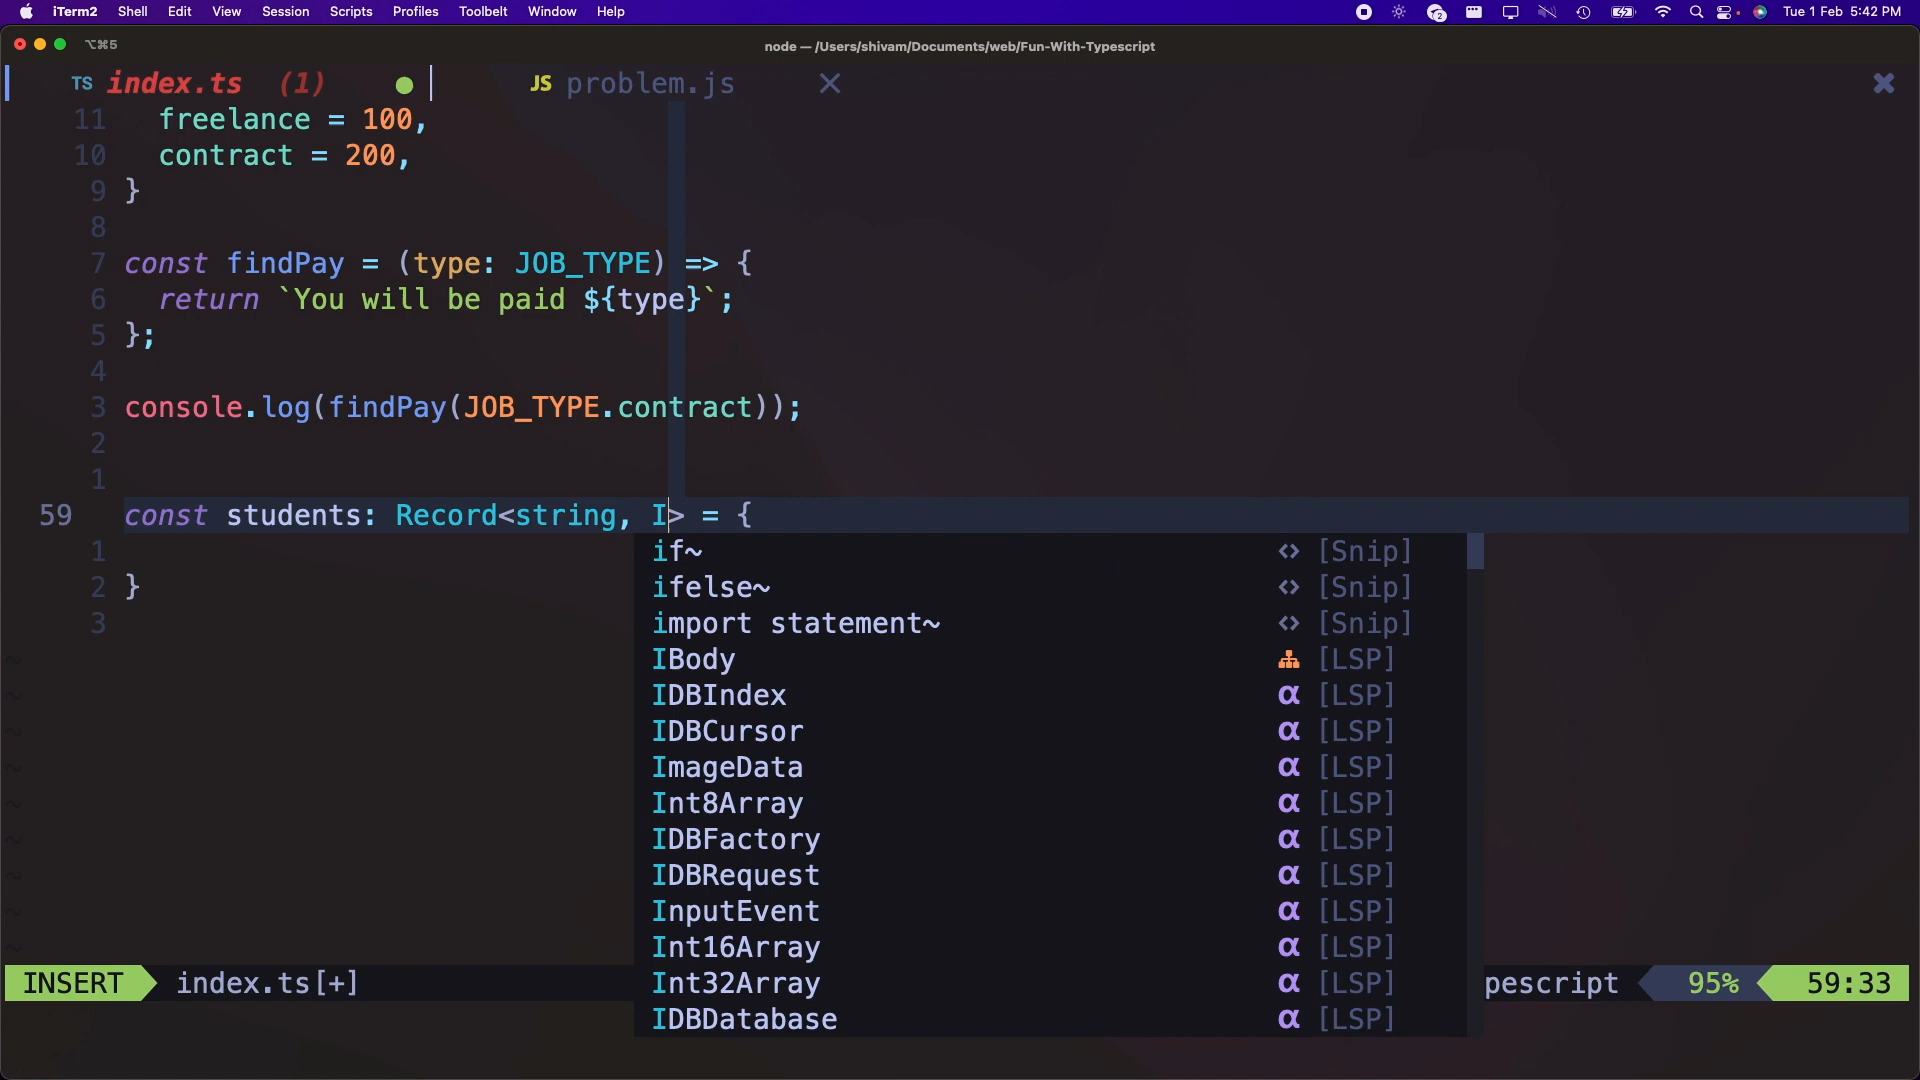 iTerm2 Shell Edit View Session Scripts Profiles Toolbelt Window Help 2 Tue 1 Feb 5:42 PM
⌥⌘5 node — /Users/shivam/Documents/web/Fun-With-Typescript
TS index.ts (1) JS problem.js
11 freelance = 100,
10 contract = 200,
9 }
8
7 const findPay = (type: JOB_TYPE) => {
6 return `You will be paid ${type}`;
5 };
4
3 console.log(findPay(JOB_TYPE.contract));
2
1
59 const students: Record<string, I> = {
1 if~ <> [Snip]
2 } ifelse~ <> [Snip]
3 import statement~ <> [Snip]
~ IBody [LSP]
~ IDBIndex α [LSP]
~ IDBCursor α [LSP]
~ ImageData α [LSP]
~ Int8Array α [LSP]
~ IDBFactory α [LSP]
~ IDBRequest α [LSP]
~ InputEvent α [LSP]
~ Int16Array α [LSP]
INSERT index.ts[+] Int32Array α [LSP] pescript 95% 59:33
IDBDatabase α [LSP]